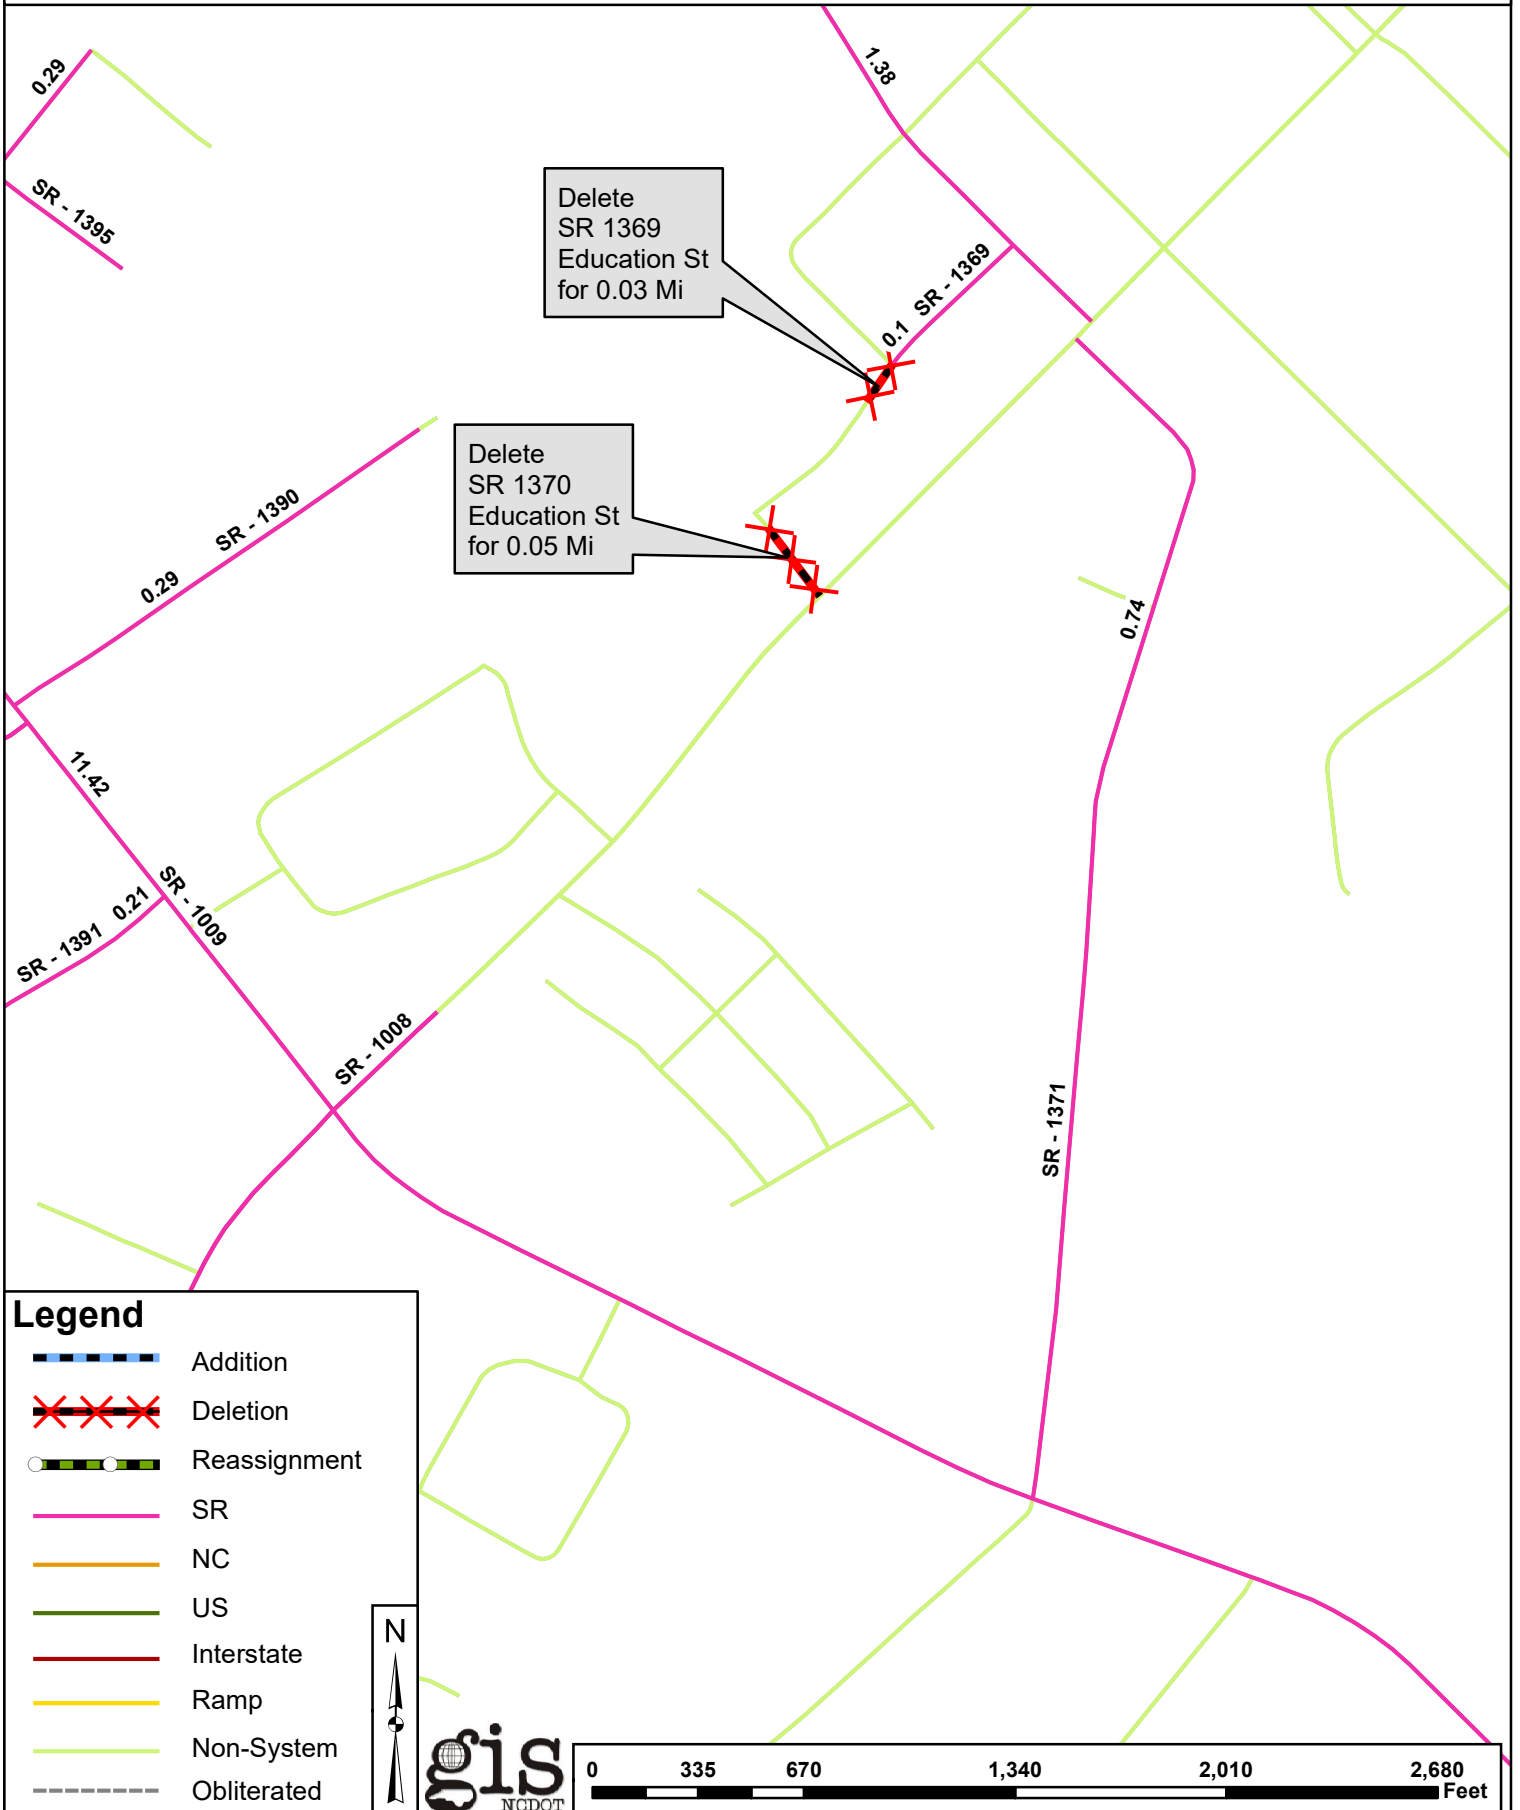 1.38
0.29
SR - 1395
Delete
SR 1369
Education St
for 0.03 Mi
0.1 SR - 1369
Delete
SR 1370
Education St
for 0.05 Mi
SR - 1390
0.29
0.74
11.42
SR - 1009
0.21
SR - 1391
SR - 1008
SR - 1371
Legend
Addition
Deletion
Reassignment
SR
NC
US
Interstate
Ramp
Non-System
Obliterated
N
gis
NCDOT
0 335 670 1,340 2,010 2,680
Feet